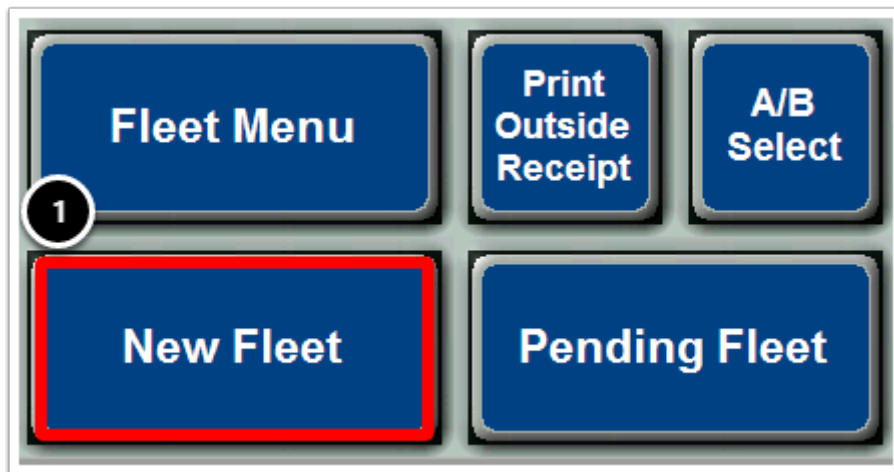 Fleet Menu
Print
Outside
Receipt
A/B
Select
1
New Fleet
Pending Fleet